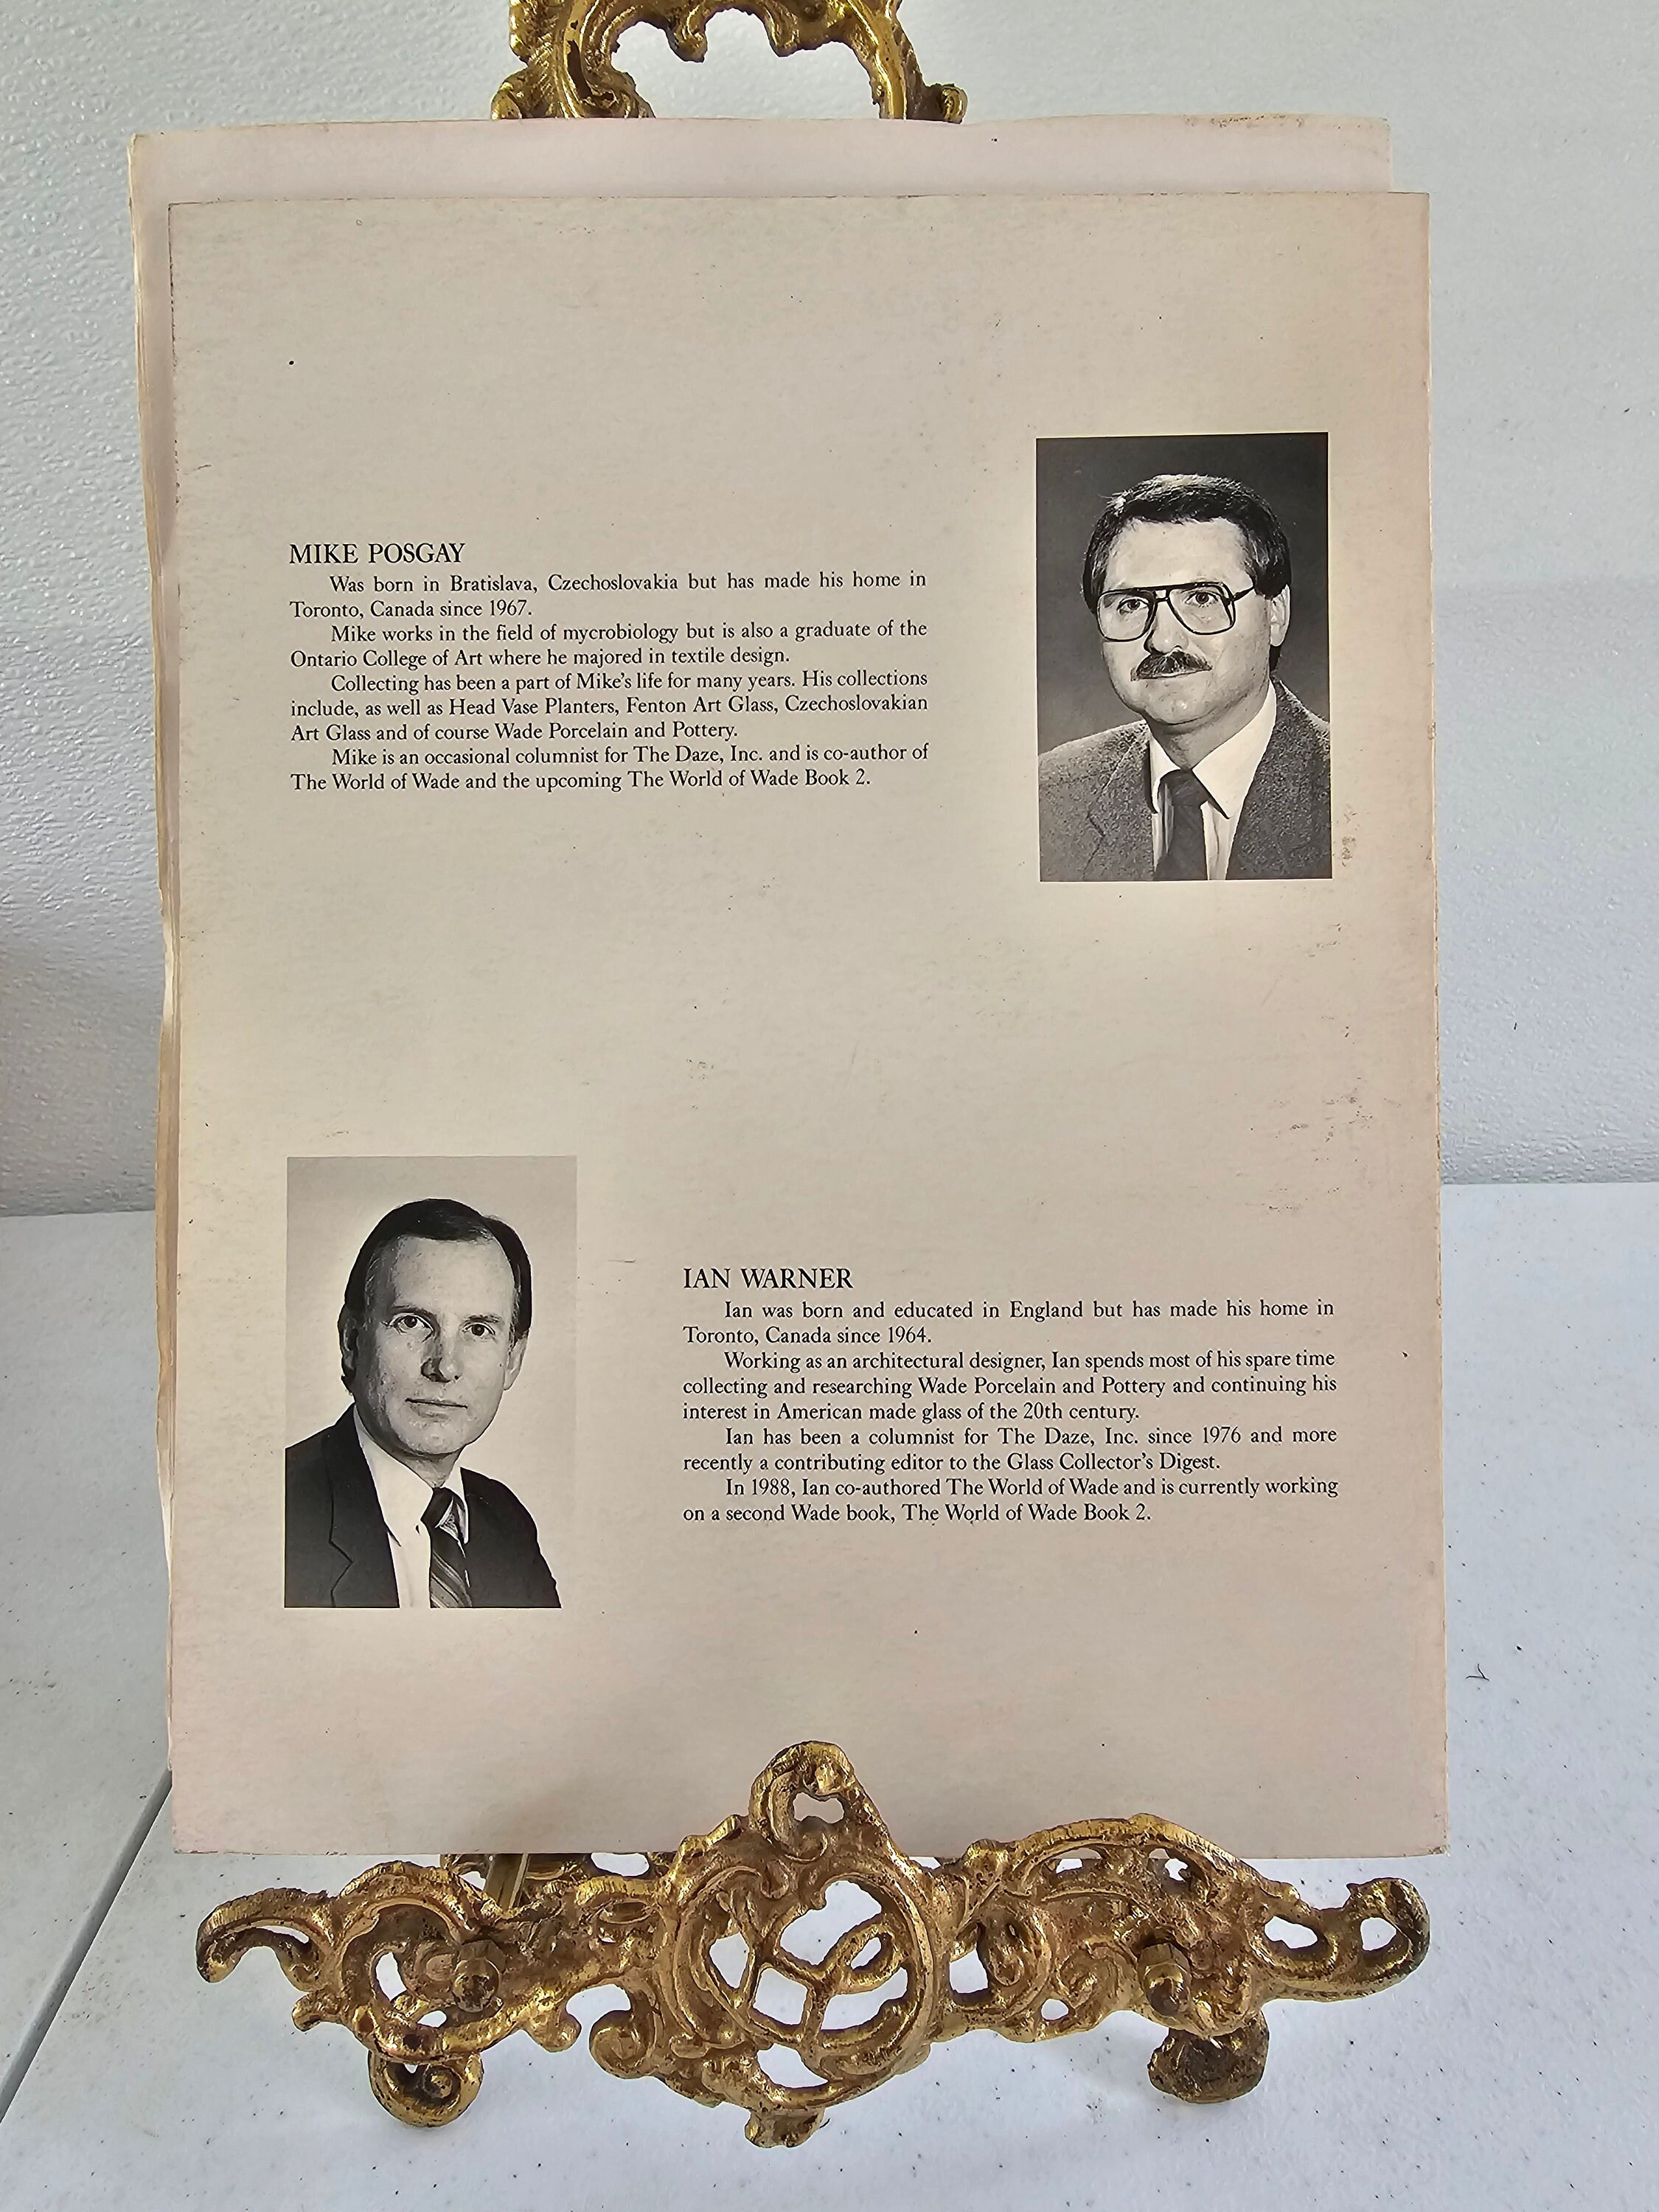 MIKE POSGAY
Was born in Bratislava, Czechoslovakia but has made his home in
Toronto, Canada since 1967.
Mike works in the field of mycrobiology but is also a graduate of the
Ontario College of Art where he majored in textile design.
Collecting has been a part of Mike's life for many years. His collections
include, as well as Head Vase Planters, Fenton Art Glass, Czechoslovakian
Art Glass and of course Wade Porcelain and Pottery.
Mike is an occasional columnist for The Daze, Inc. and is co-author of
The World of Wade and the upcoming The World of Wade Book 2.
IAN WARNER
Ian was born and educated in England but has made his home in
Toronto, Canada since 1964.
Working as an architectural designer, Ian spends most of his spare time
collecting and researching Wade Porcelain and Pottery and continuing his
interest in American made glass of the 20th century.
Ian has been a columnist for The Daze, Inc. since 1976 and more
recently a contributing editor to the Glass Collector's Digest.
In 1988, Ian co-authored The World of Wade and is currently working
on a second Wade book, The World of Wade Book 2.